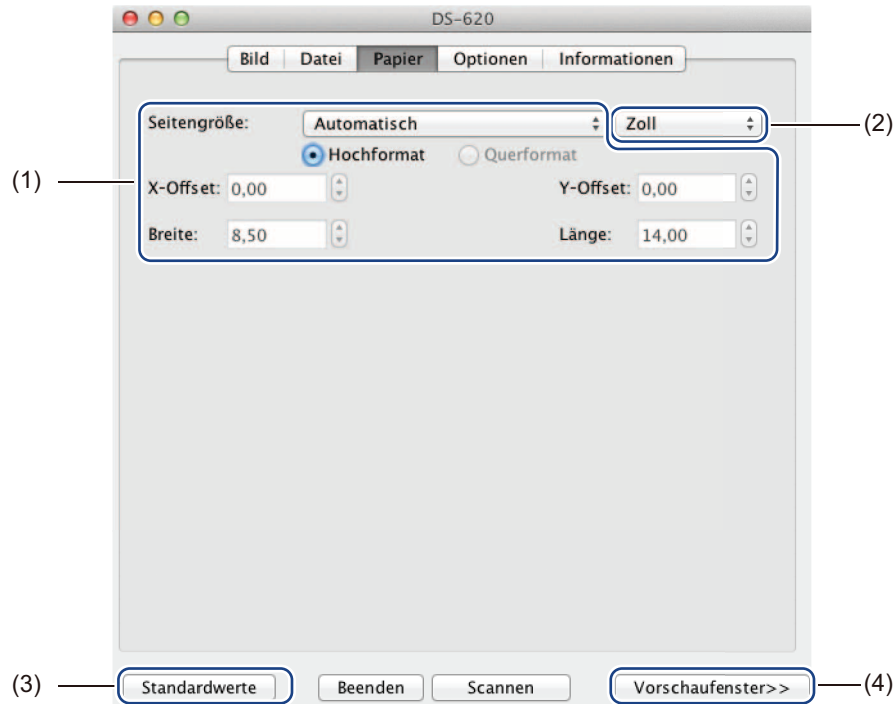 DS-620
Bild Datei Papier Optionen Informationen
Seitengröße: Automatisch Zoll (2)
Hochformat Querformat
(1) X-Offset: 0,00 Y-Offset: 0,00
Breite: 8,50 Länge: 14,00
(3) Standardwerte Beenden Scannen Vorschaufenster>> (4)